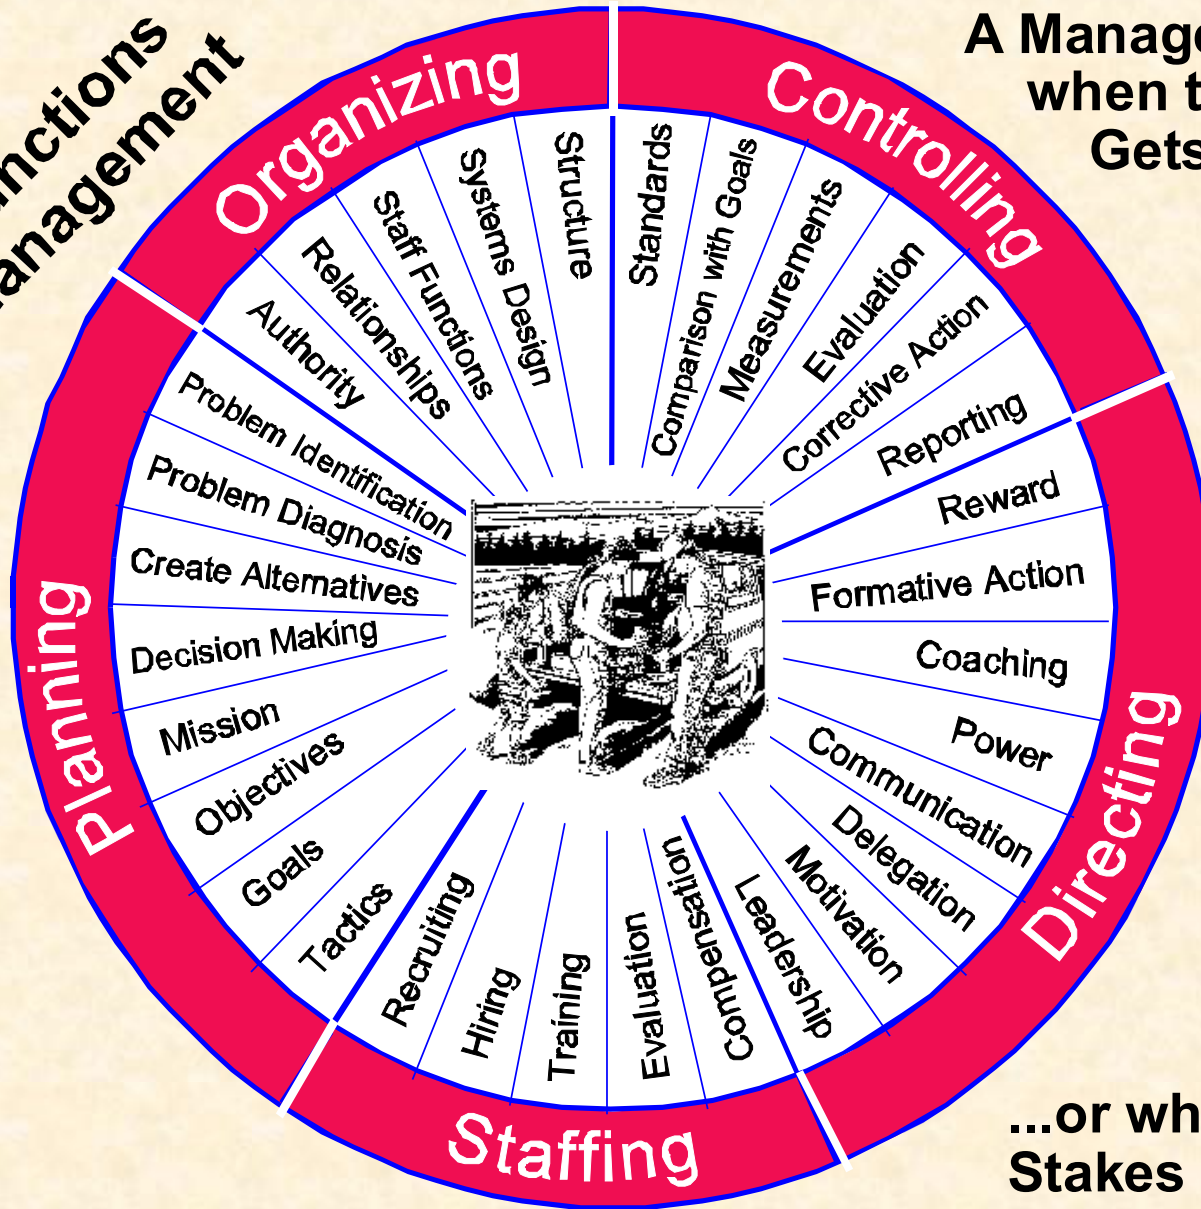 Management
A Manage
when t
Gets
Organizing
Controlling
Directing
Staffing
Planning
Authority
Relationships
Staff Functions
Systems Design
Structure
Standards
Comparison with Goals
Measurements
Evaluation
Corrective Action
Reporting
Reward
Formative Action
Coaching
Power
Communication
Delegation
Motivation
Leadership
Compensation
Evaluation
Training
Hiring
Recruiting
Tactics
Goals
Objectives
Mission
Decision Making
Create Alternatives
Problem Diagnosis
Problem Identification
...or wh
Stakes